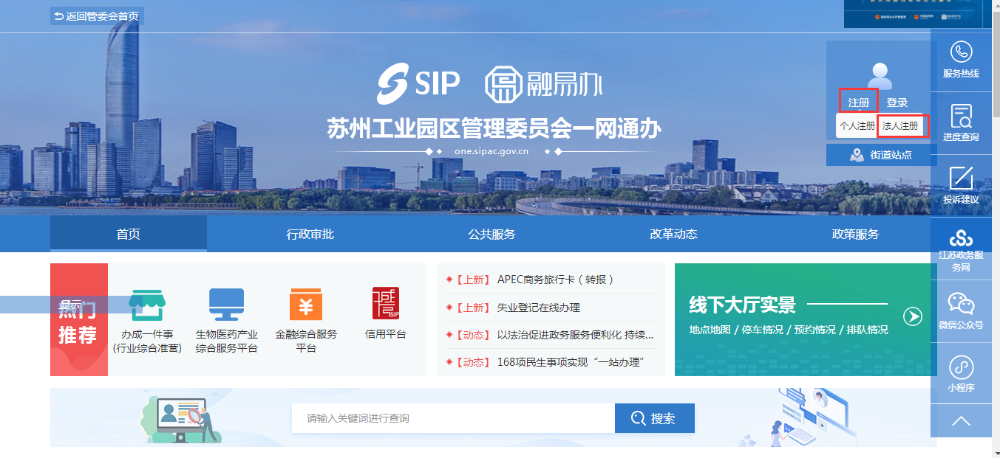 返回管委会首页
SIP 融易办
苏州工业园区管理委员会一网通办
one.sipac.gov.cn
注册 登录
个人注册 法人注册
街道站点
服务热线
进度查询
投诉建议
江苏政务服
务网
微信公众号
小程序
首页 行政审批 公共服务 改革动态 政策服务
显示
热门
推荐
办成一件事
(行业综合准营)
生物医药产业
综合服务平台
金融综合服务
平台
信用平台
【上新】 APEC商务旅行卡（转报）
【上新】 失业登记在线办理
【动态】 以法治促进政务服务便利化 持续...
【动态】 168项民生事项实现“一站办理”
线下大厅实景
地点地图 / 停车情况 / 预约情况 / 排队情况
请输入关键词进行查询
搜索